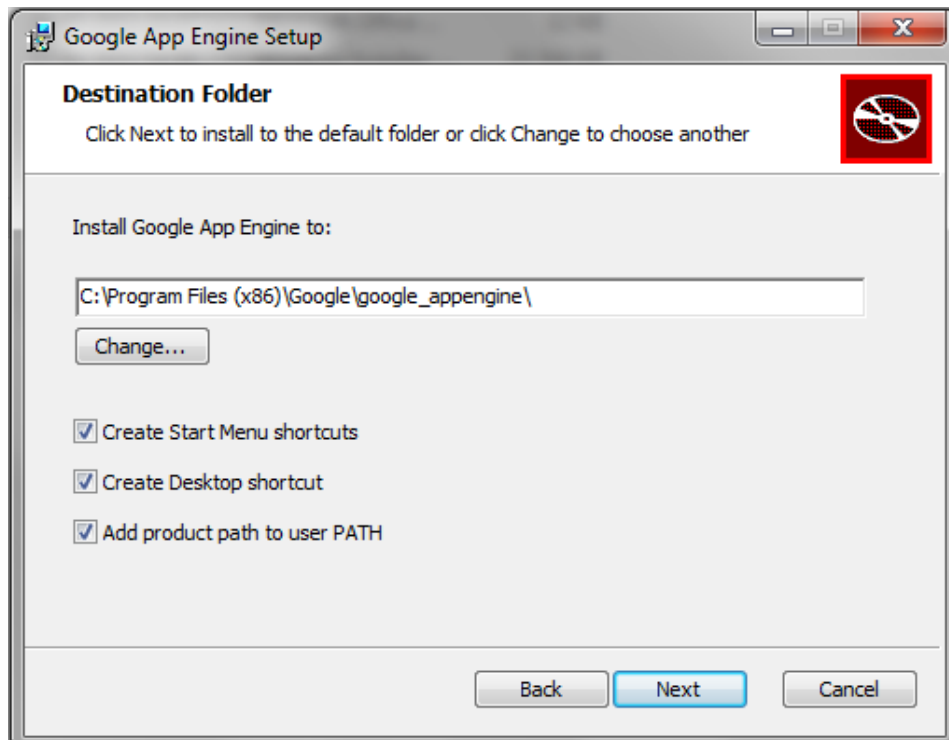 Google App Engine Setup
Destination Folder
Click Next to install to the default folder or click Change to choose another
Install Google App Engine to:
C:\Program Files (x86)\Google\google_appengine\
Change...
Create Start Menu shortcuts
Create Desktop shortcut
Add product path to user PATH
Back Next Cancel